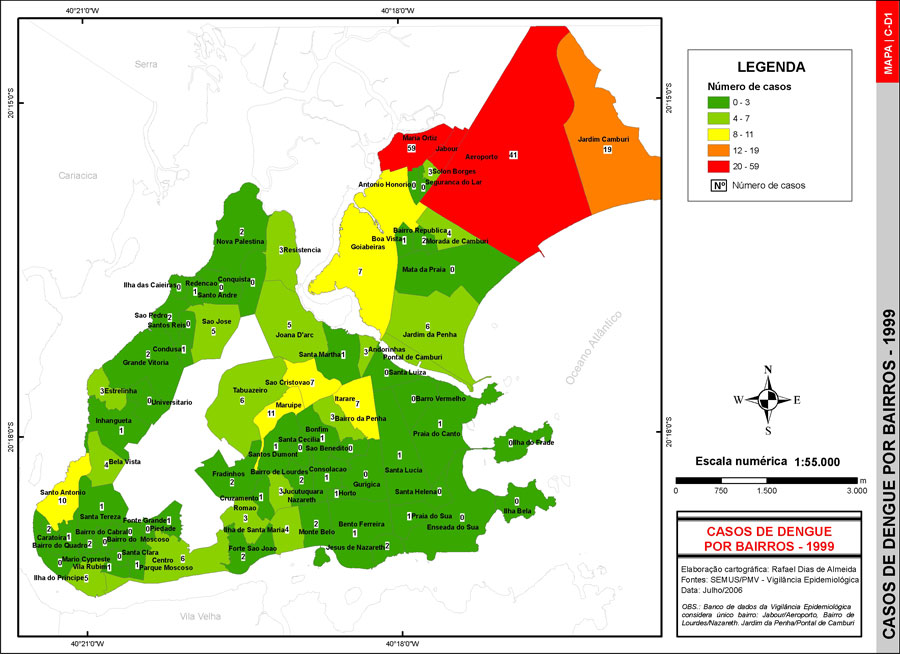 40°21'0"S
40°18'0"S
MAPA | C-D1
20°15'0"S
20°15'0"S
Serra
Cariacica
LEGENDA
Número de casos
0 - 3
4 - 7
8 - 11
12 - 19
20 - 59
Nº Número de casos
Maria Ortiz
59
Jabour
Aeroporto
41
Jardim Camburi
19
3 Solon Borges
Antonio Honorio 0
0 Seguranca do Lar
Bairro Republica 4
Boa Vista 1
2 Morada de Camburi
Goiabeiras
7
Mata da Praia 0
2
Nova Palestina
3 Resistencia
Ilha das Caieiras 0
Redencao
1
Conquista 0
0
Santo Andre
Sao Pedro 2
Santos Reis 0
Sao Jose
5
5
Joana D'arc
6
Jardim da Penha
Oceano Atlântico
Condusa 1
2
Grande Vitoria
Santa Martha 1
3 Andorinhas
Pontal de Camburi
0 Santa Luiza
3 Estrelinha
0 Universitario
Tabuazeiro
6
Sao Cristovao 7
Maruipe
11
Itarare
7
0 Barro Vermelho
Inhangueta
1
3 Bairro da Penha
1
Praia do Canto
Bonfim
Santa Cecilia 1
1
Santos Dumont
0
Sao Benedito 0
0 Ilha do Frade
4 Bela Vista
Fradinhos
2
Bairro de Lourdes
2
Consolacao
1
0
Gurigica
1
Santa Lucia
Santo Antonio
10
Cruzamento 1
3 Jucutuquara
Nazareth
1 Horto
Santa Helena 0
0
Ilha Bela
1
Santa Tereza
Romao
3
Fonte Grande 1
2
Caratoira 1
Bairro do Cabral 0
0 Piedade
Bairro do Quadro 2
0 Bairro do Moscoso
Ilha de Santa Maria 4
2
Monte Belo
Bento Ferreira
1
1 Praia do Sua
0
Enseada do Sua
0 Mario Cypreste
0 Santa Clara
Vila Rubim 1
1 Parque Moscoso
Centro 6
Forte Sao Joao
2
Jesus de Nazareth 2
Ilha do Principe 5
Vila Velha
N
W
E
S
Escala numérica 1:55.000
m
0
750
1.500
3.000
20°18'0"S
20°18'0"S
CASOS DE DENGUE
POR BAIRROS - 1999
Elaboração cartográfica: Rafael Dias de Almeida
Fontes: SEMUS/PMV - Vigilância Epidemiológica
Data: Julho/2006
OBS.: Banco de dados da Vigilância Epidemiológica
considera único bairro: Jabour/Aeroporto, Bairro de
Lourdes/Nazareth. Jardim da Penha/Pontal de Camburi
CASOS DE DENGUE POR BAIRROS - 1999
40°21'0"S
40°18'0"S